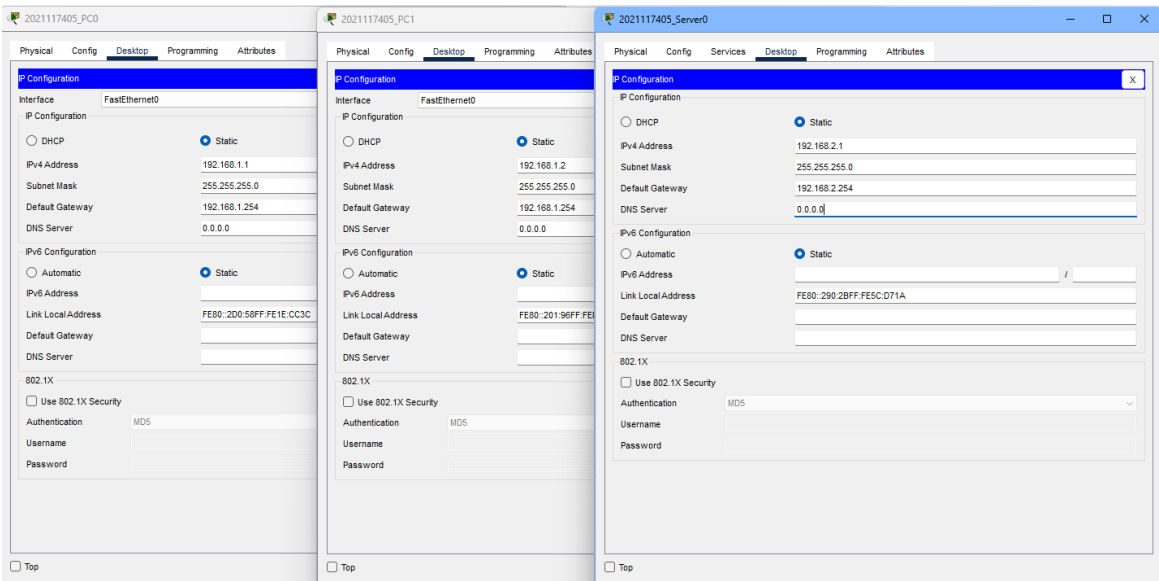 2021117405_PC0
Physical Config Desktop Programming Attributes
IP Configuration
Interface FastEthernet0
IP Configuration
DHCP Static
IPv4 Address 192.168.1.1
Subnet Mask 255.255.255.0
Default Gateway 192.168.1.254
DNS Server 0.0.0.0
IPv6 Configuration
Automatic Static
IPv6 Address
Link Local Address FE80::2D0:58FF:FE1E:CC3C
Default Gateway
DNS Server
802.1X
Use 802.1X Security
Authentication MD5
Username
Password
Top
2021117405_PC1
Physical Config Desktop Programming Attributes
IP Configuration
Interface FastEthernet0
IP Configuration
DHCP Static
IPv4 Address 192.168.1.2
Subnet Mask 255.255.255.0
Default Gateway 192.168.1.254
DNS Server 0.0.0.0
IPv6 Configuration
Automatic Static
IPv6 Address
Link Local Address
Default Gateway
DNS Server
802.1X
Use 802.1X Security
Authentication MD5
Username
Password
Top
2021117405_Server0
Physical Config Services Desktop Programming Attributes
IP Configuration X
IP Configuration
DHCP Static
IPv4 Address 192.168.2.1
Subnet Mask 255.255.255.0
Default Gateway 192.168.2.254
DNS Server 0.0.0.0
IPv6 Configuration
Automatic Static
IPv6 Address /
Link Local Address FE80::290:2BFF:FE5C:D71A
Default Gateway
DNS Server
802.1X
Use 802.1X Security
Authentication MD5
Username
Password
Top